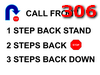 CALL FROM 306
1 STEP BACK STAND
2 STEPS BACK
3 STEPS BACK DOWN